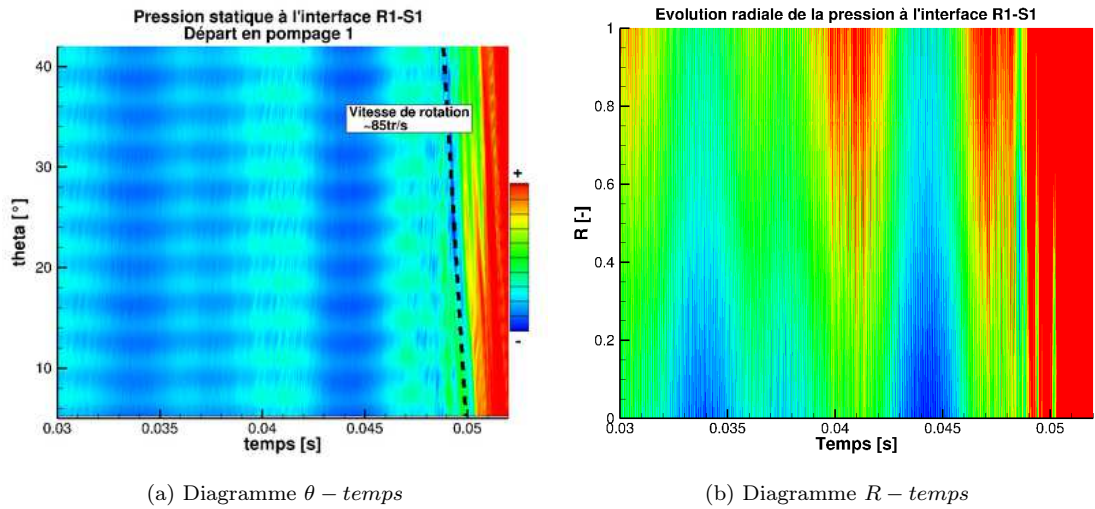 Pression statique à l'interface R1-S1
Départ en pompage 1
40
30
20
10
theta [°]
Vitesse de rotation
~85tr/s
+
-
0.03
0.035
0.04
0.045
0.05
temps [s]
(a) Diagramme θ − temps
Evolution radiale de la pression à l'interface R1-S1
1
0.8
0.6
0.4
0.2
0
R [-]
0.03
0.035
0.04
0.045
0.05
Temps [s]
(b) Diagramme R − temps